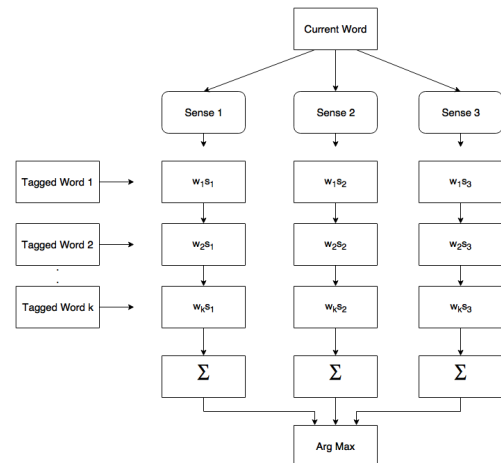 Current Word
Sense 1 Sense 2 Sense 3
Tagged Word 1 w₁s₁ w₁s₂ w₁s₃
Tagged Word 2 w₂s₁ w₂s₂ w₂s₃
.
.
Tagged Word k wₖs₁ wₖs₂ wₖs₃
Σ Σ Σ
Arg Max